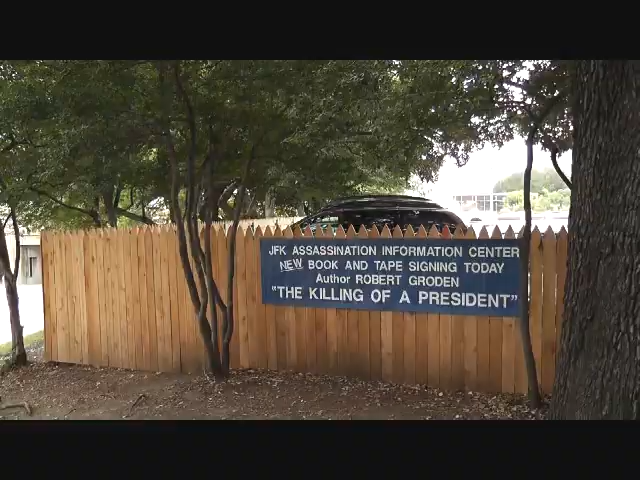 JFK ASSASSINATION INFORMATION CENTER
NEW BOOK AND TAPE SIGNING TODAY
Author ROBERT GRODEN
"THE KILLING OF A PRESIDENT"